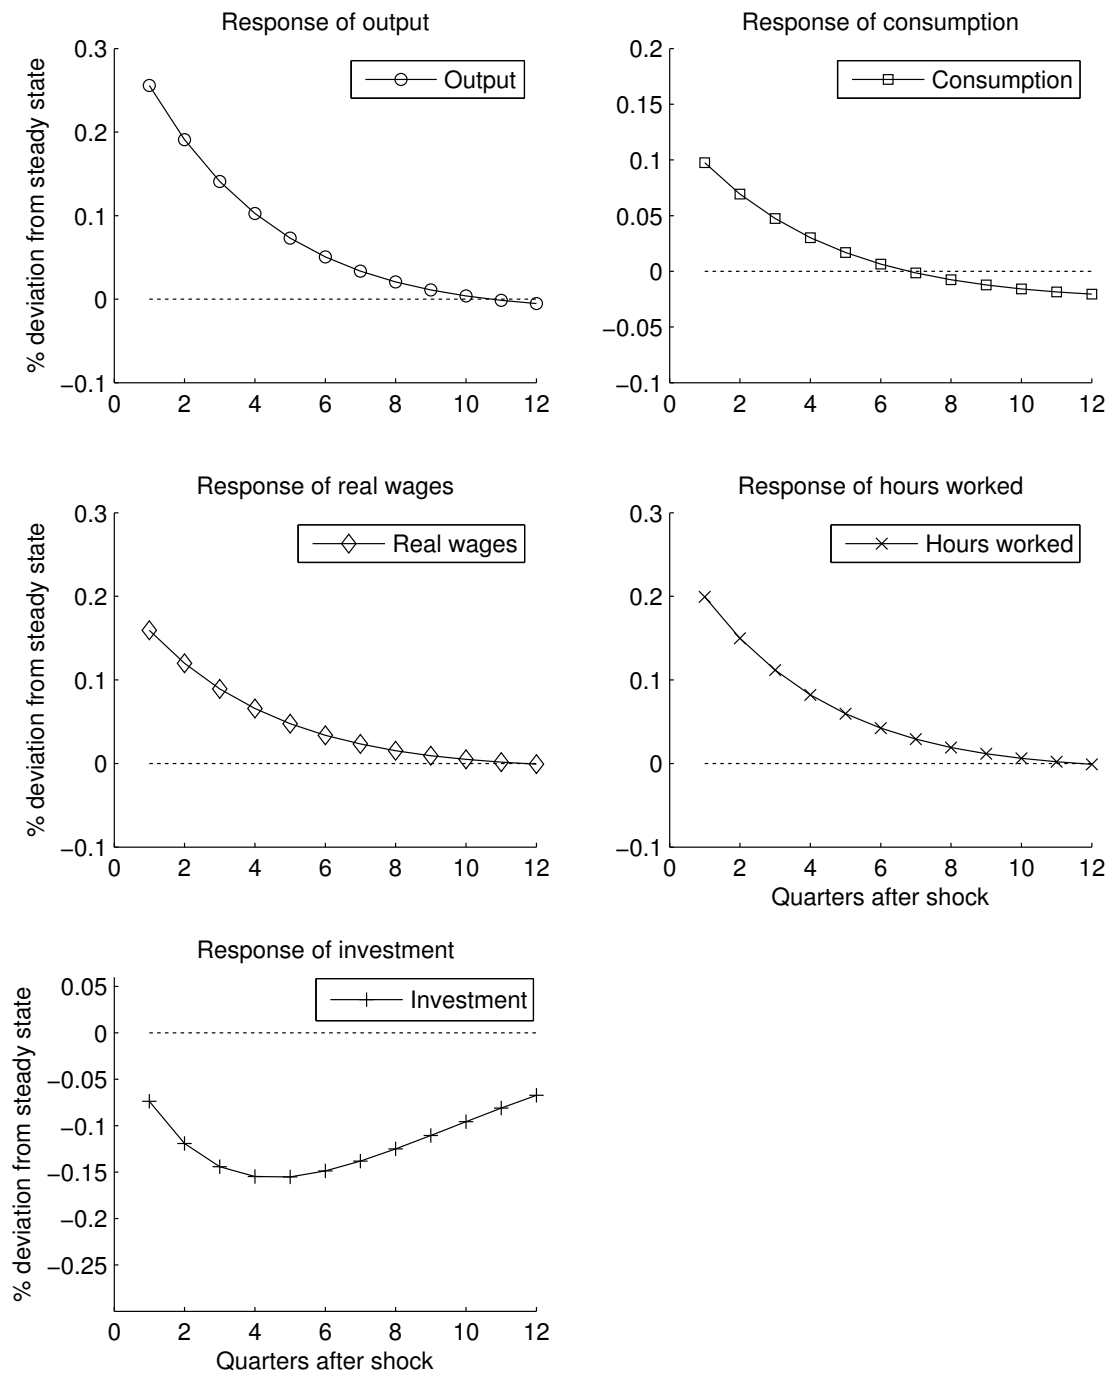 Response of output
% deviation from steady state
0.3
0.2
0.1
0
−0.1
0 2 4 6 8 10 12
Output
Response of consumption
0.2
0.15
0.1
0.05
0
−0.05
−0.1
0 2 4 6 8 10 12
Consumption
Response of real wages
% deviation from steady state
0.3
0.2
0.1
0
−0.1
0 2 4 6 8 10 12
Real wages
Response of hours worked
0.3
0.2
0.1
0
−0.1
0 2 4 6 8 10 12
Quarters after shock
Hours worked
Response of investment
% deviation from steady state
0.05
0
−0.05
−0.1
−0.15
−0.2
−0.25
0 2 4 6 8 10 12
Quarters after shock
Investment